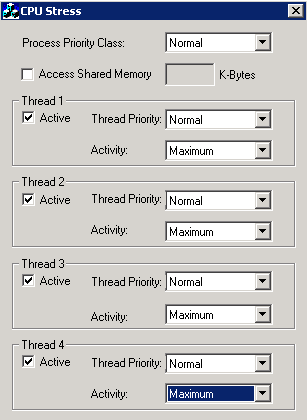 CPU Stress
Process Priority Class: Normal
Access Shared Memory K-Bytes
Thread 1
Active Thread Priority: Normal
Activity: Maximum
Thread 2
Active Thread Priority: Normal
Activity: Maximum
Thread 3
Active Thread Priority: Normal
Activity: Maximum
Thread 4
Active Thread Priority: Normal
Activity: Maximum